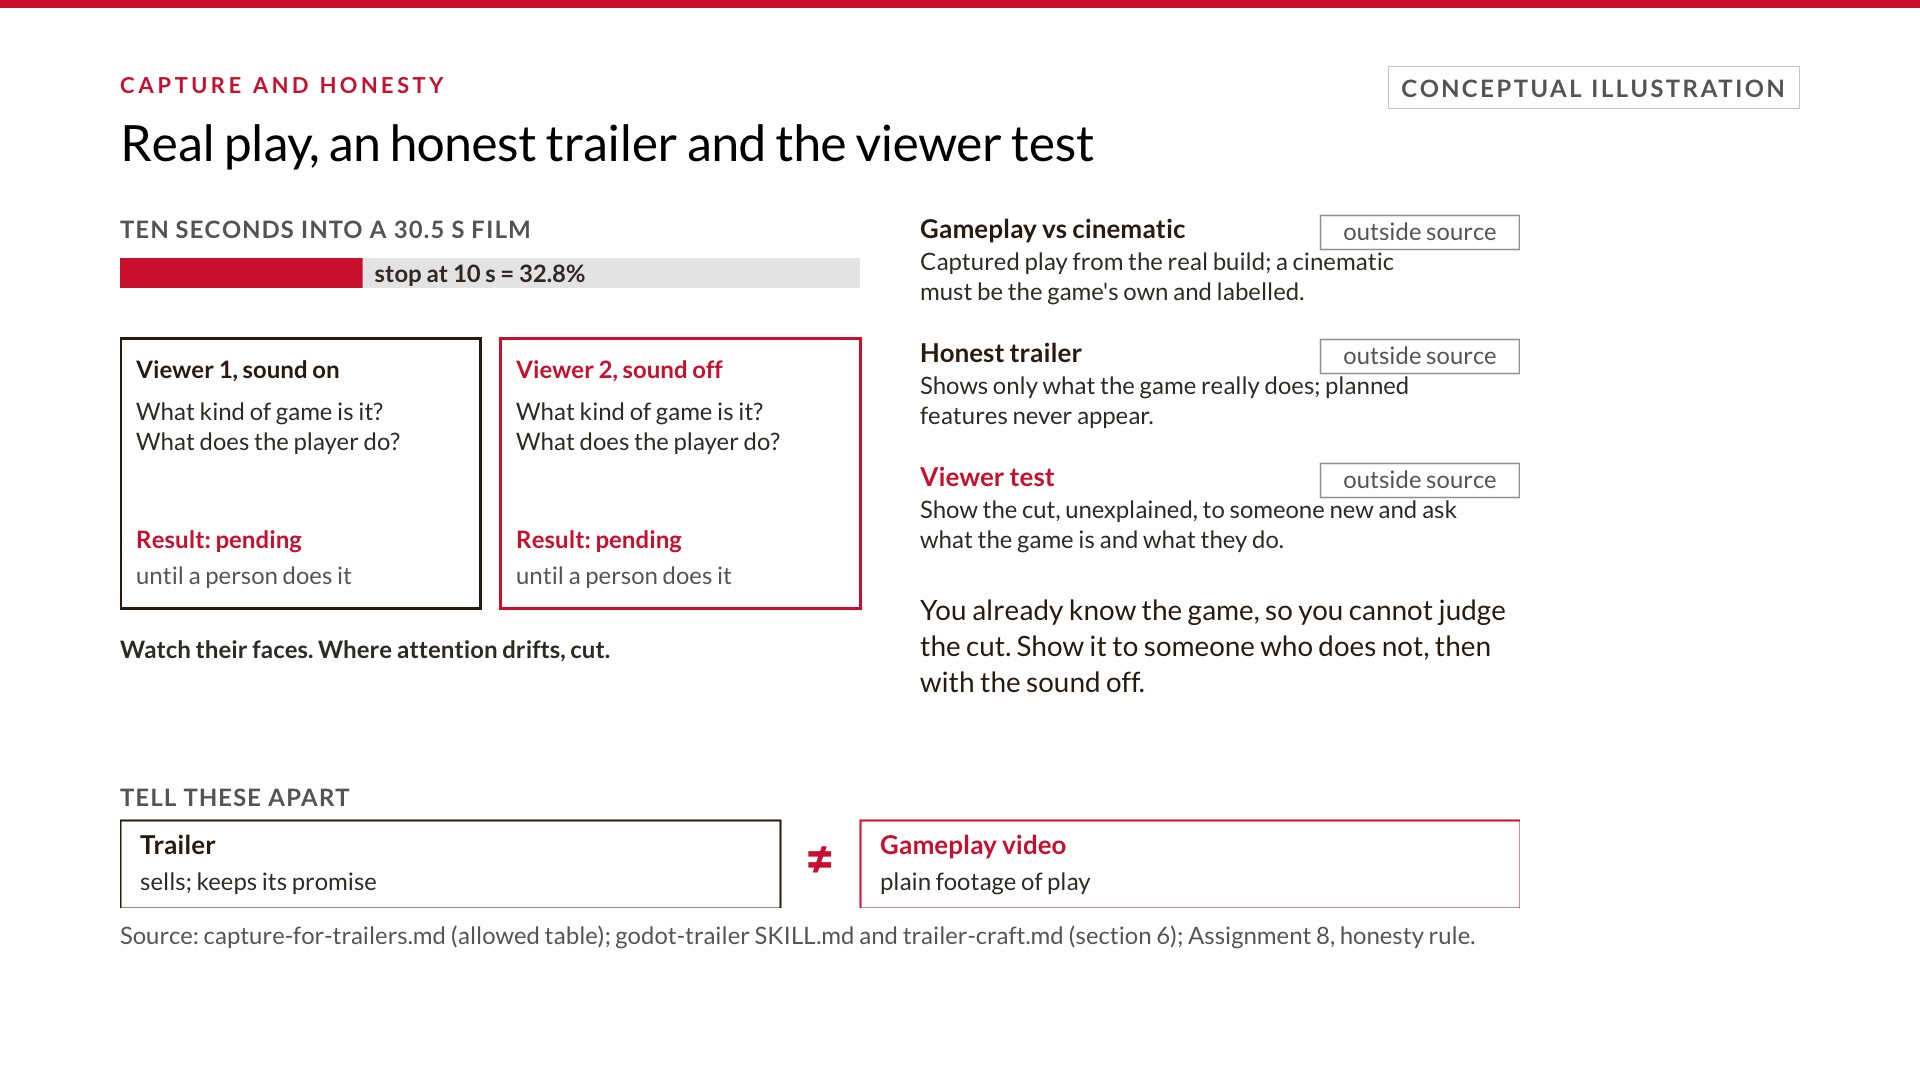 CAPTURE AND HONESTY
CONCEPTUAL ILLUSTRATION
Real play, an honest trailer and the viewer test
TEN SECONDS INTO A 30.5 S FILM
stop at 10 s = 32.8%
Viewer 1, sound on
What kind of game is it?
What does the player do?
Result: pending
until a person does it
Viewer 2, sound off
What kind of game is it?
What does the player do?
Result: pending
until a person does it
Watch their faces. Where attention drifts, cut.
Gameplay vs cinematic
outside source
Captured play from the real build; a cinematic
must be the game's own and labelled.
Honest trailer
outside source
Shows only what the game really does; planned
features never appear.
Viewer test
outside source
Show the cut, unexplained, to someone new and ask
what the game is and what they do.
You already know the game, so you cannot judge
the cut. Show it to someone who does not, then
with the sound off.
TELL THESE APART
Trailer
sells; keeps its promise
≠
Gameplay video
plain footage of play
Source: capture-for-trailers.md (allowed table); godot-trailer SKILL.md and trailer-craft.md (section 6); Assignment 8, honesty rule.